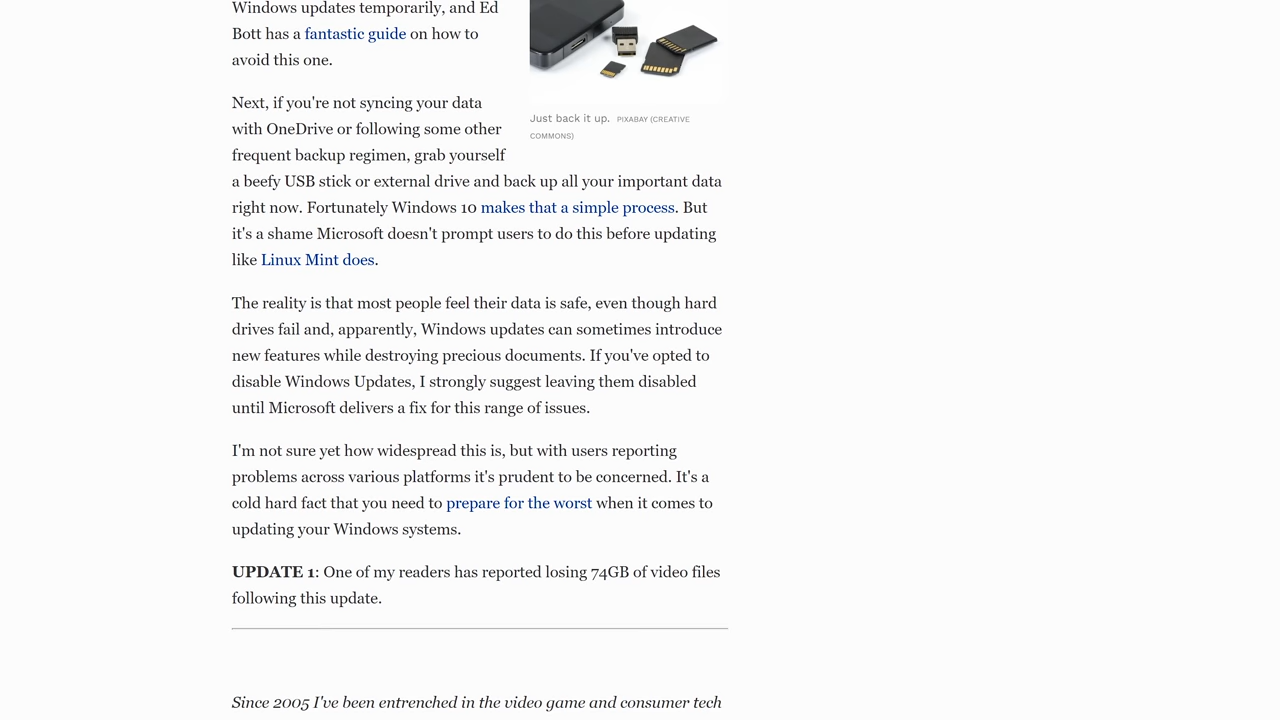 Windows updates temporarily, and Ed
Bott has a fantastic guide on how to
avoid this one.
Just back it up. PIXABAY (CREATIVE
COMMONS)
Next, if you're not syncing your data
with OneDrive or following some other
frequent backup regimen, grab yourself
a beefy USB stick or external drive and back up all your important data
right now. Fortunately Windows 10 makes that a simple process. But
it's a shame Microsoft doesn't prompt users to do this before updating
like Linux Mint does.
The reality is that most people feel their data is safe, even though hard
drives fail and, apparently, Windows updates can sometimes introduce
new features while destroying precious documents. If you've opted to
disable Windows Updates, I strongly suggest leaving them disabled
until Microsoft delivers a fix for this range of issues.
I'm not sure yet how widespread this is, but with users reporting
problems across various platforms it's prudent to be concerned. It's a
cold hard fact that you need to prepare for the worst when it comes to
updating your Windows systems.
UPDATE 1: One of my readers has reported losing 74GB of video files
following this update.
Since 2005 I've been entrenched in the video game and consumer tech